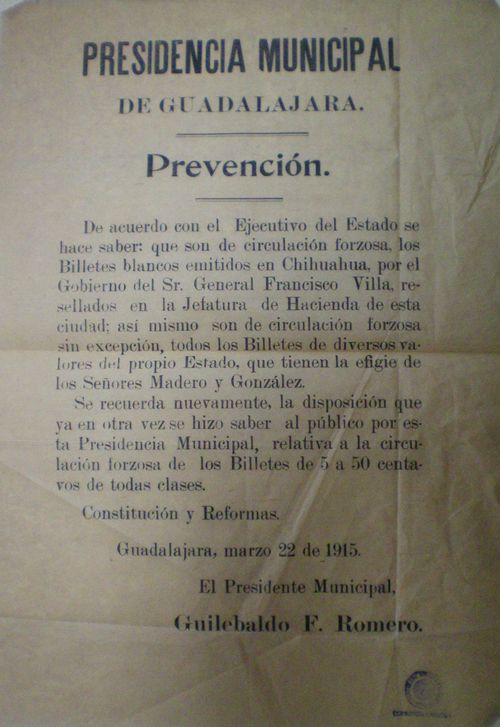 PRESIDENCIA MUNICIPAL
DE GUADALAJARA.
Prevención.
De acuerdo con el Ejecutivo del Estado se
hace saber: que son de circulación forzosa, los
Billetes blancos emitidos en Chihuahua, por el
Gobierno del Sr. General Francisco Villa, re-
sellados en la Jefatura de Hacienda de esta
ciudad; así mismo son de circulación forzosa
sin excepción, todos los Billetes de diversos va-
lores del propio Estado, que tienen la efigie de
los Señores Madero y González.
Se recuerda nuevamente, la disposición que
ya en otra vez se hizo saber al público por es-
ta Presidencia Municipal, relativa a la circu-
lación forzosa de los Billetes de 5 a 50 centa-
vos de todas clases.
Constitución y Reformas.
Guadalajara, marzo 22 de 1915.
El Presidente Municipal,
Guilebaldo F. Romero.